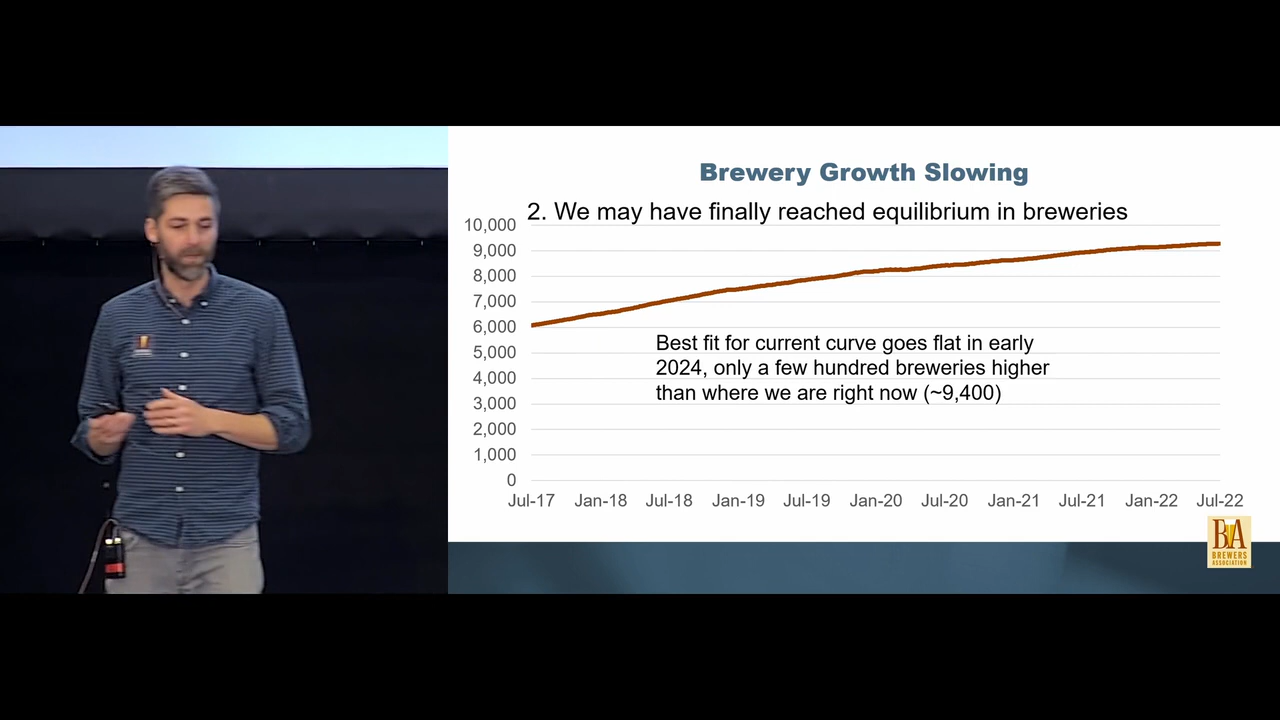 Brewery Growth Slowing
2. We may have finally reached equilibrium in breweries
10,000
9,000
8,000
7,000
6,000
5,000
4,000
3,000
2,000
1,000
0
Best fit for current curve goes flat in early
2024, only a few hundred breweries higher
than where we are right now (~9,400)
Jul-17 Jan-18 Jul-18 Jan-19 Jul-19 Jan-20 Jul-20 Jan-21 Jul-21 Jan-22 Jul-22
BA
BREWERS
ASSOCIATION